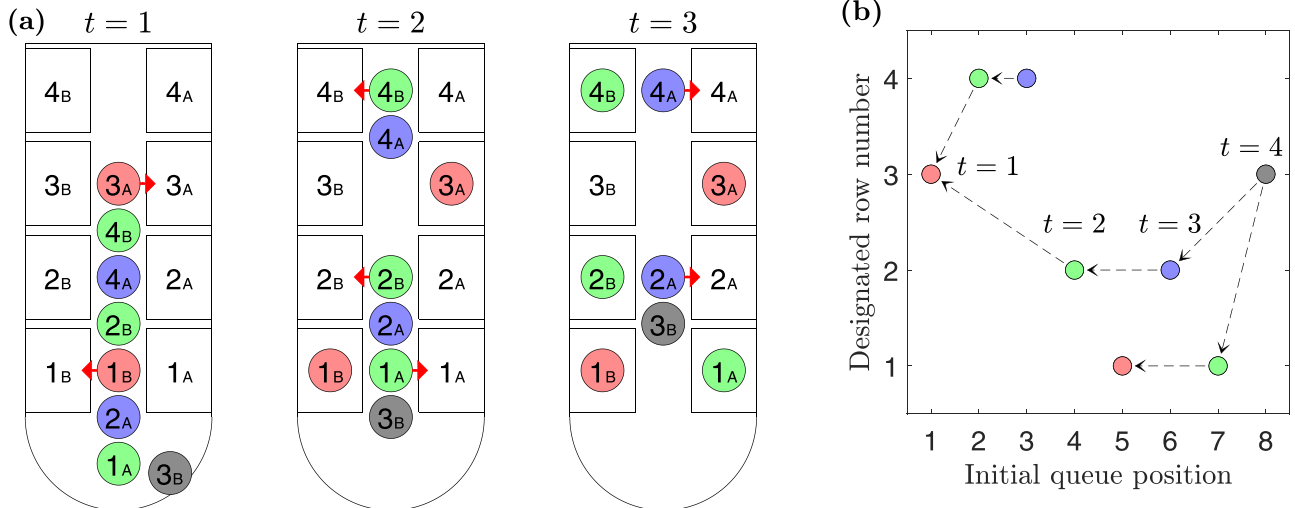 (a)
t = 1
t = 2
t = 3
4B 4A
3B 3A 3A
4B
2B 4A 2A
2B
1B 1B 1A
2A
1A 3B
4B 4B 4A
4A
3B 3A
2B 2B 2A
2A
1B 1A 1A
3B
4B 4A 4A
3B 3A
2B 2A 2A
3B
1B 1A
(b)
Designated row number
4
3
2
1
t = 1
t = 2
t = 3
t = 4
1 2 3 4 5 6 7 8
Initial queue position